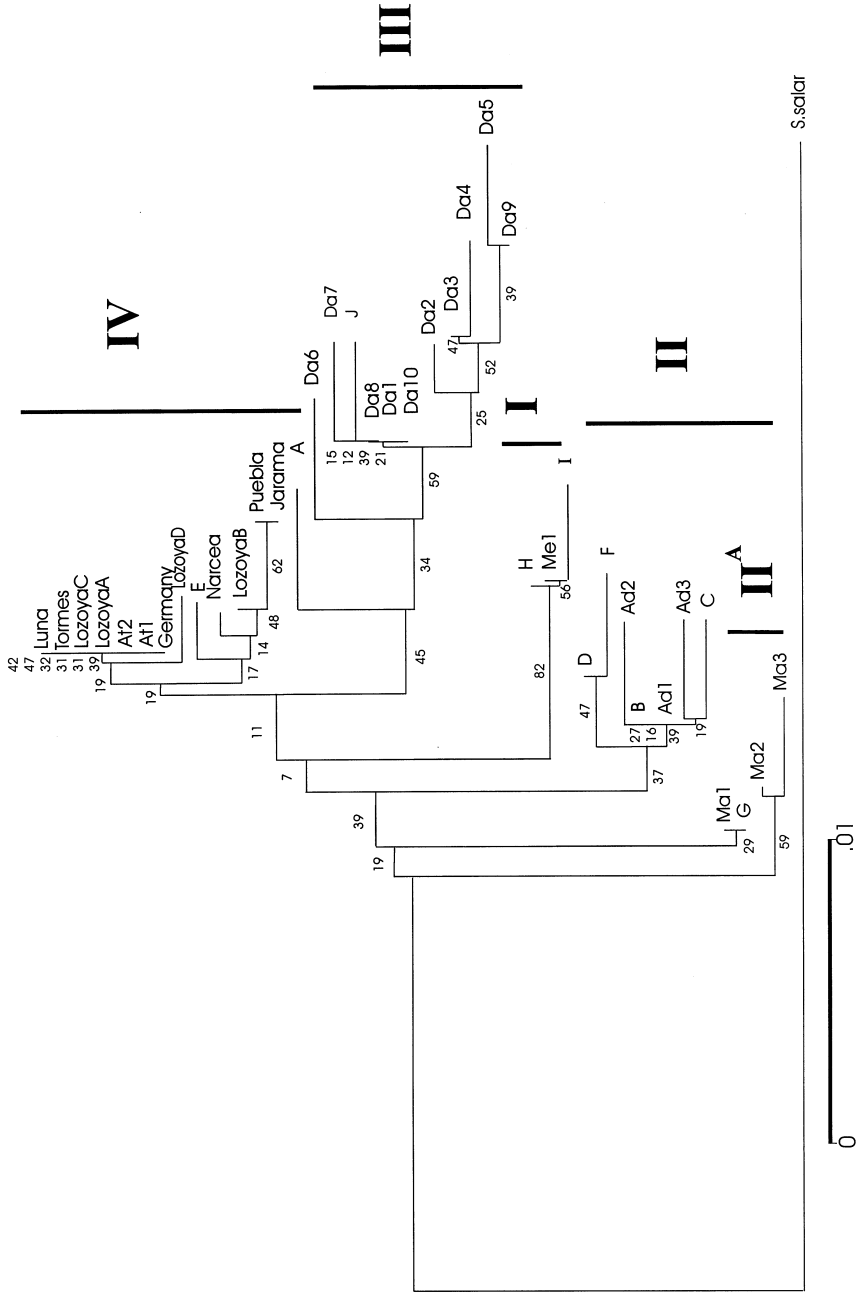 III
IV
I
II
II A
42
47
32
31
31
39
19
19
Luna
Tormes
LozoyaC
LozoyaA
At2
At1
Germany
LozoyaD
E
Narcea
LozoyaB
Puebla
Jarama
A
17
14
48
62
11
7
39
19
45
34
59
25
52
47
39
15
12
39
21
Da6
Da7
J
Da8
Da1
Da10
Da2
Da3
Da4
Da5
Da9
82
56
H
Me1
I
37
47
27
16
39
19
D
F
Ad2
B
Ad1
Ad3
C
29
Ma1
G
59
Ma2
Ma3
S.salar
0
.01